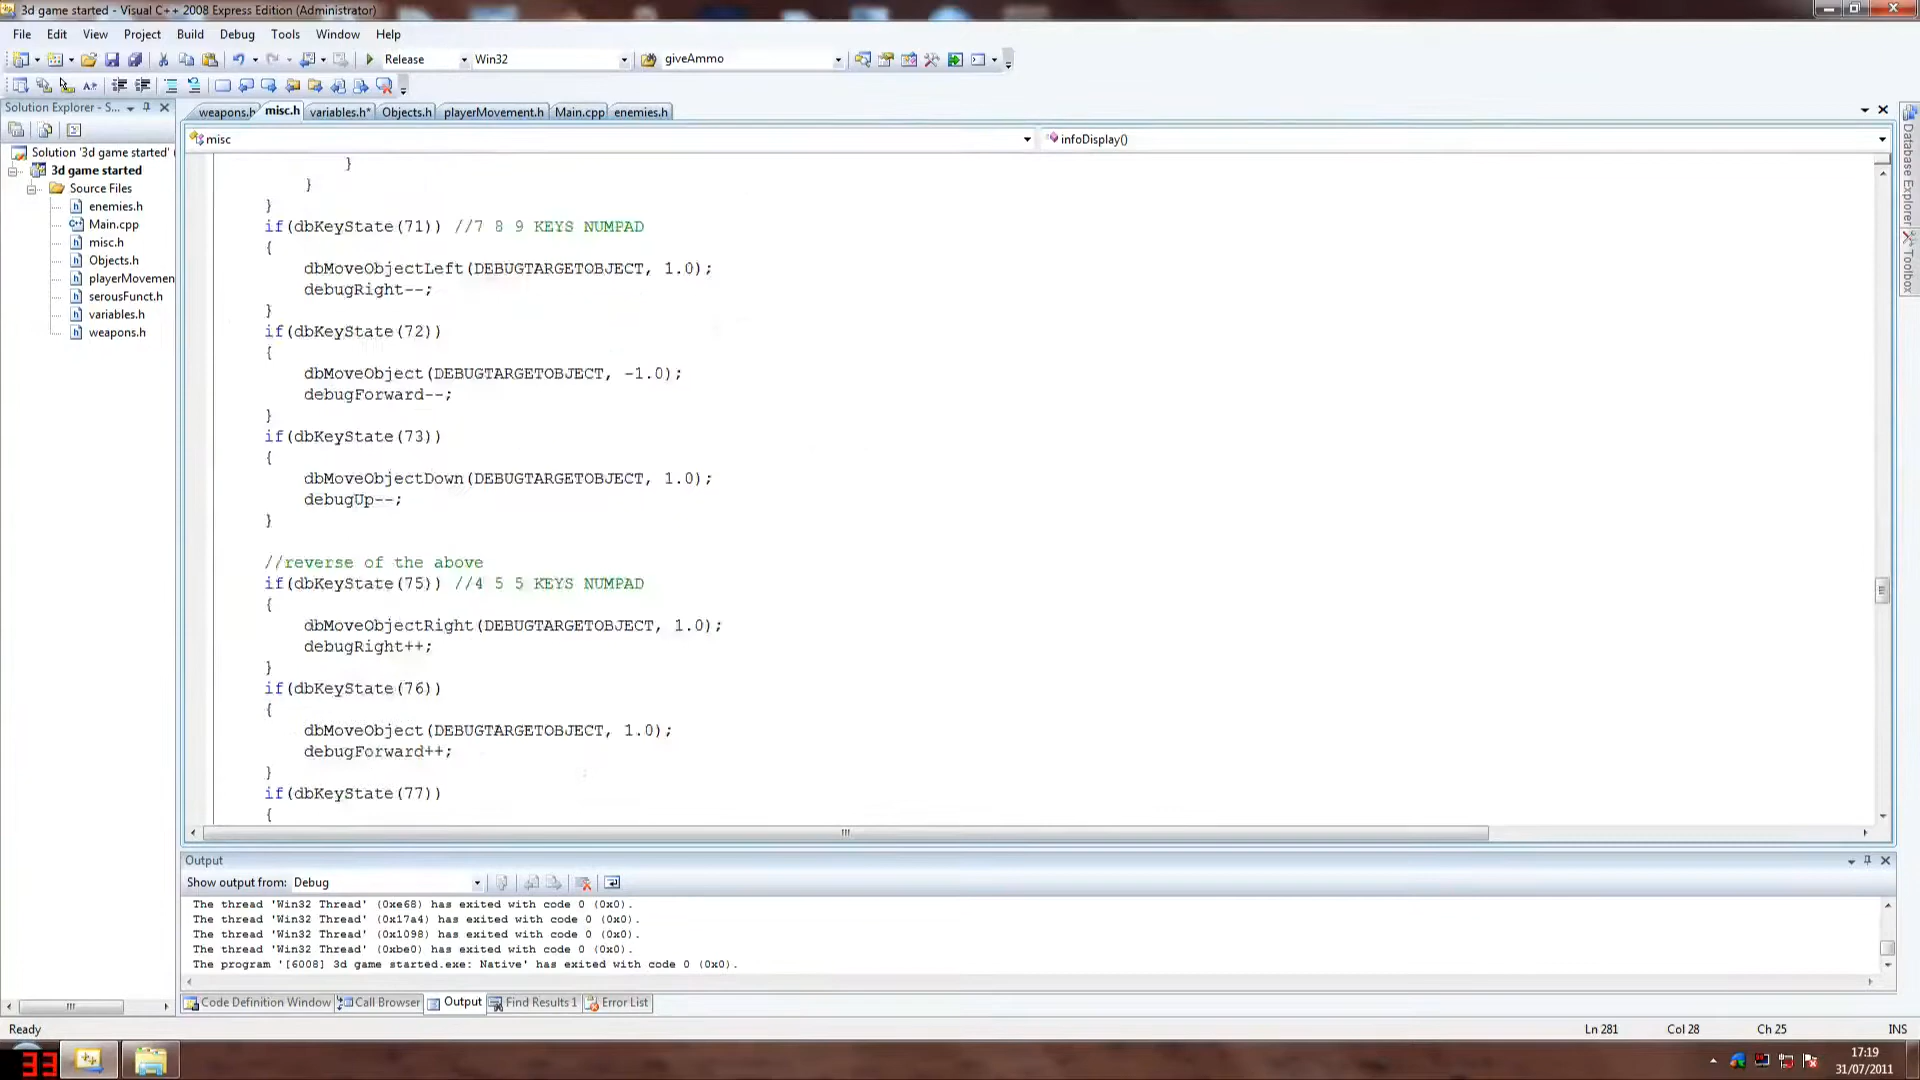 3d game started - Visual C++ 2008 Express Edition (Administrator)
File Edit View Project Build Debug Tools Window Help
Release Win32 giveAmmo
Solution Explorer - S...
weapons.h misc.h variables.h* Objects.h playerMovement.h Main.cpp enemies.h
misc infoDisplay()
Solution '3d game started' (
3d game started
Source Files
enemies.h
Main.cpp
misc.h
Objects.h
playerMovemen
serousFunct.h
variables.h
weapons.h
}
}
}
if(dbKeyState(71)) //7 8 9 KEYS NUMPAD
{
dbMoveObjectLeft(DEBUGTARGETOBJECT, 1.0);
debugRight--;
}
if(dbKeyState(72))
{
dbMoveObject(DEBUGTARGETOBJECT, -1.0);
debugForward--;
}
if(dbKeyState(73))
{
dbMoveObjectDown(DEBUGTARGETOBJECT, 1.0);
debugUp--;
}
//reverse of the above
if(dbKeyState(75)) //4 5 5 KEYS NUMPAD
{
dbMoveObjectRight(DEBUGTARGETOBJECT, 1.0);
debugRight++;
}
if(dbKeyState(76))
{
dbMoveObject(DEBUGTARGETOBJECT, 1.0);
debugForward++;
}
if(dbKeyState(77))
{
Database Explorer
Toolbox
Output
Show output from: Debug
The thread 'Win32 Thread' (0xe68) has exited with code 0 (0x0).
The thread 'Win32 Thread' (0x17a4) has exited with code 0 (0x0).
The thread 'Win32 Thread' (0x1098) has exited with code 0 (0x0).
The thread 'Win32 Thread' (0xbe0) has exited with code 0 (0x0).
The program '[6008] 3d game started.exe: Native' has exited with code 0 (0x0).
Code Definition Window Call Browser Output Find Results 1 Error List
Ready Ln 281 Col 28 Ch 25 INS
33
17:19
31/07/2011